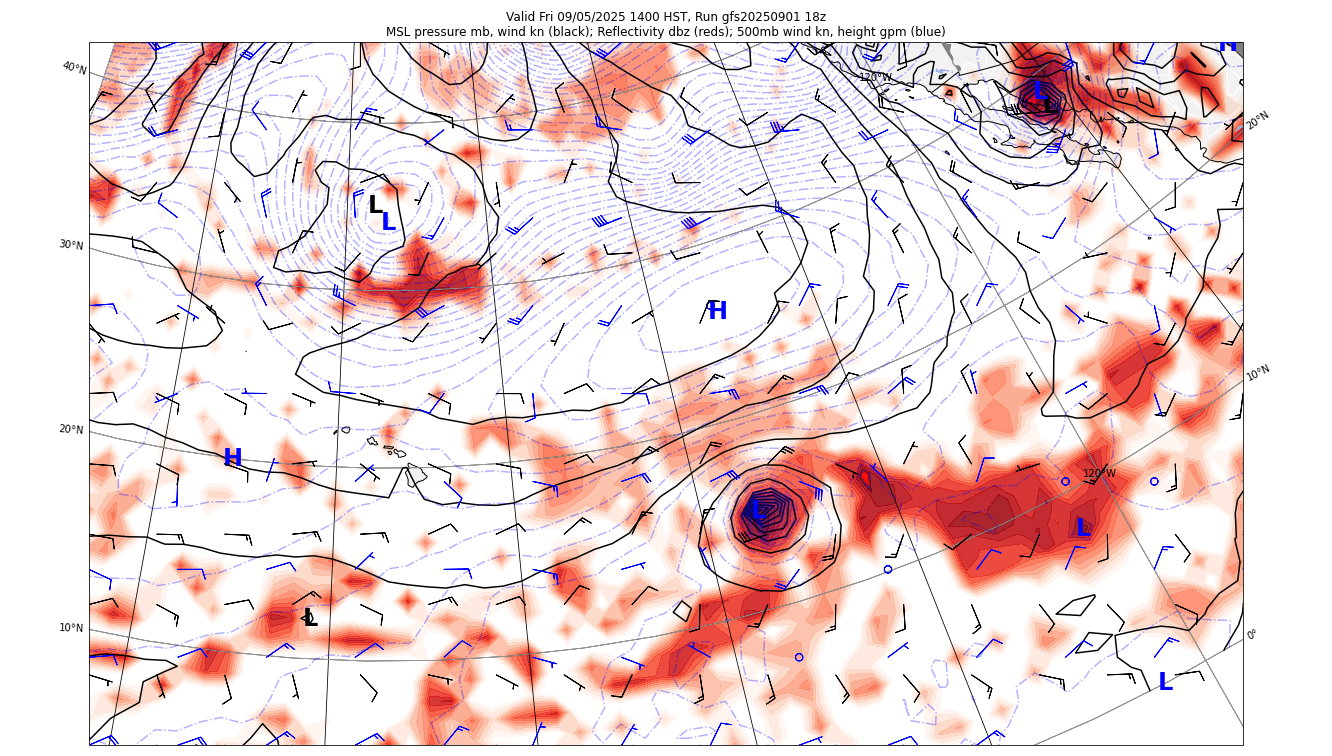 Valid Fri 09/05/2025 1400 HST, Run gfs20250901 18z
MSL pressure mb, wind kn (black); Reflectivity dbz (reds); 500mb wind kn, height gpm (blue)
H
40°N
120°W
L
L
20°N
L
L
30°N
H
10°N
20°N
H
120°W
L
L
L
10°N
0°
L